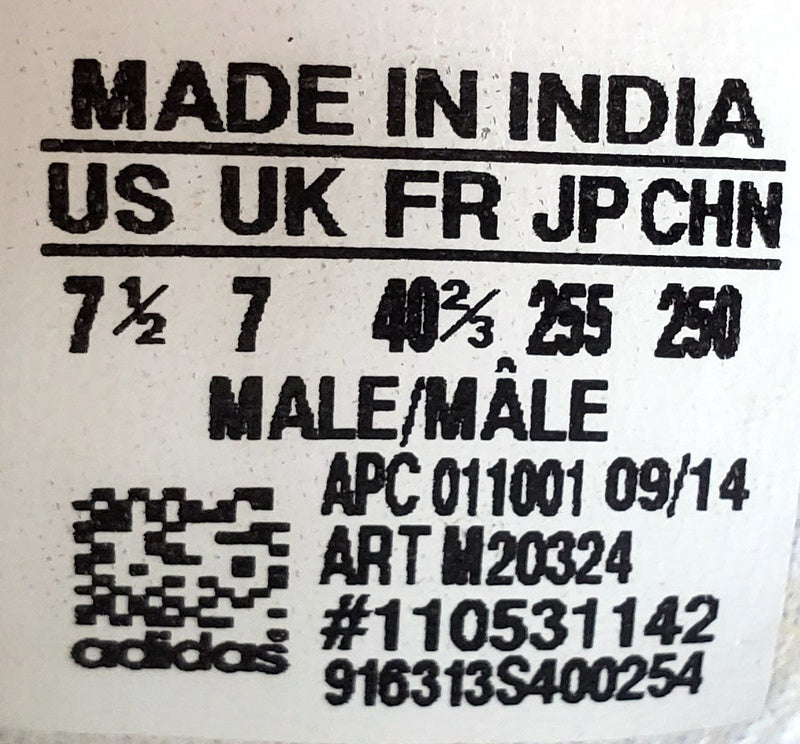 MADE IN INDIA
US UK FR JP CHN
7½ 7 40⅔ 255 250
MALE/MÂLE
APC 011001 09/14
ART M20324
#110531142
916313S400254
adidas